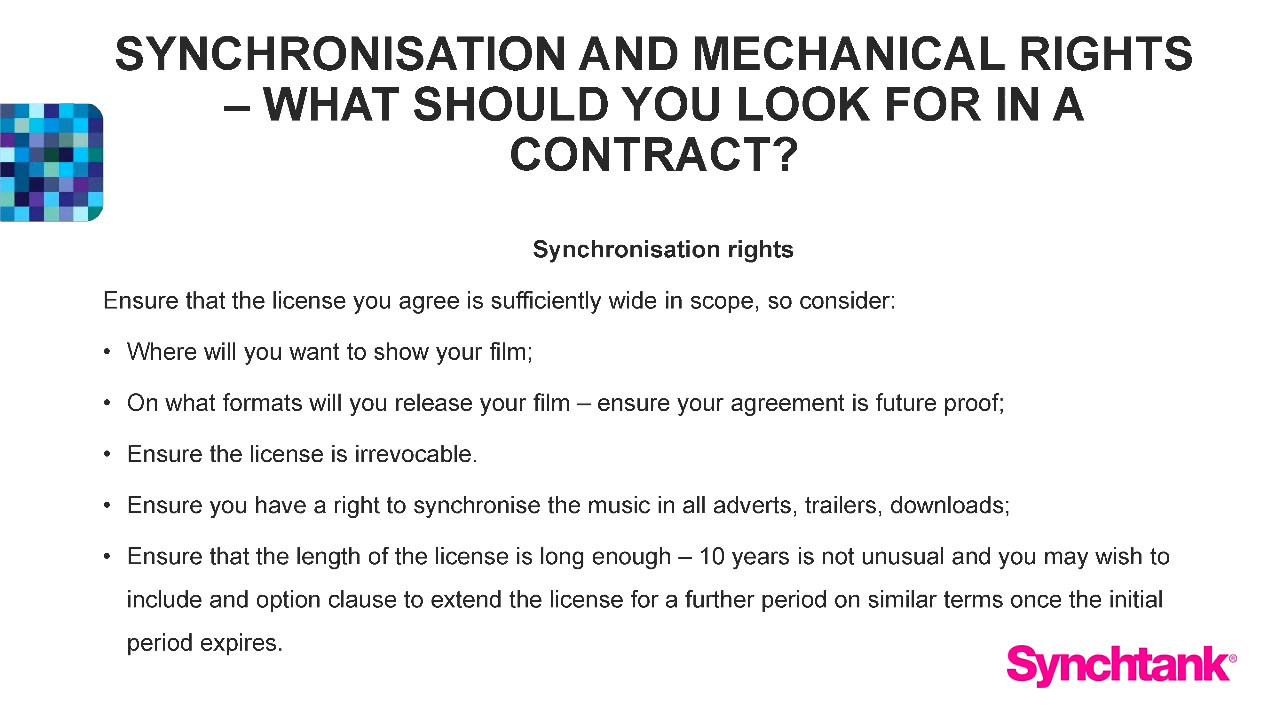 SYNCHRONISATION AND MECHANICAL RIGHTS
– WHAT SHOULD YOU LOOK FOR IN A
CONTRACT?
Synchronisation rights
Ensure that the license you agree is sufficiently wide in scope, so consider:
• Where will you want to show your film;
• On what formats will you release your film – ensure your agreement is future proof;
• Ensure the license is irrevocable.
• Ensure you have a right to synchronise the music in all adverts, trailers, downloads;
• Ensure that the length of the license is long enough – 10 years is not unusual and you may wish to
include and option clause to extend the license for a further period on similar terms once the initial
period expires.
Synchtank®